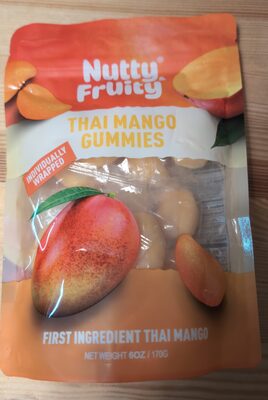 Nutty
Fruity
THAI MANGO
GUMMIES
INDIVIDUALLY
WRAPPED
FIRST INGREDIENT THAI MANGO
NET WEIGHT 6OZ / 170G